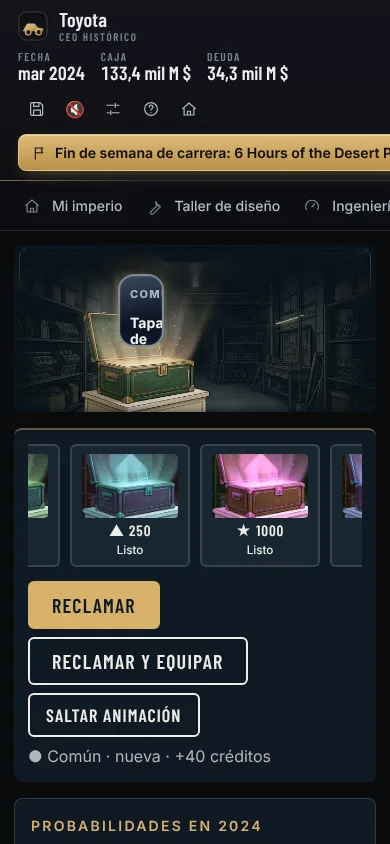 Toyota
CEO HISTÓRICO
FECHA CAJA DEUDA
mar 2024 133,4 mil M $ 34,3 mil M $
Fin de semana de carrera: 6 Hours of the Desert P
Mi imperio Taller de diseño Ingenierí
COM
Tapa
de
▲ 250 ★ 1000
Listo Listo
RECLAMAR
RECLAMAR Y EQUIPAR
SALTAR ANIMACIÓN
● Común · nueva · +40 créditos
PROBABILIDADES EN 2024